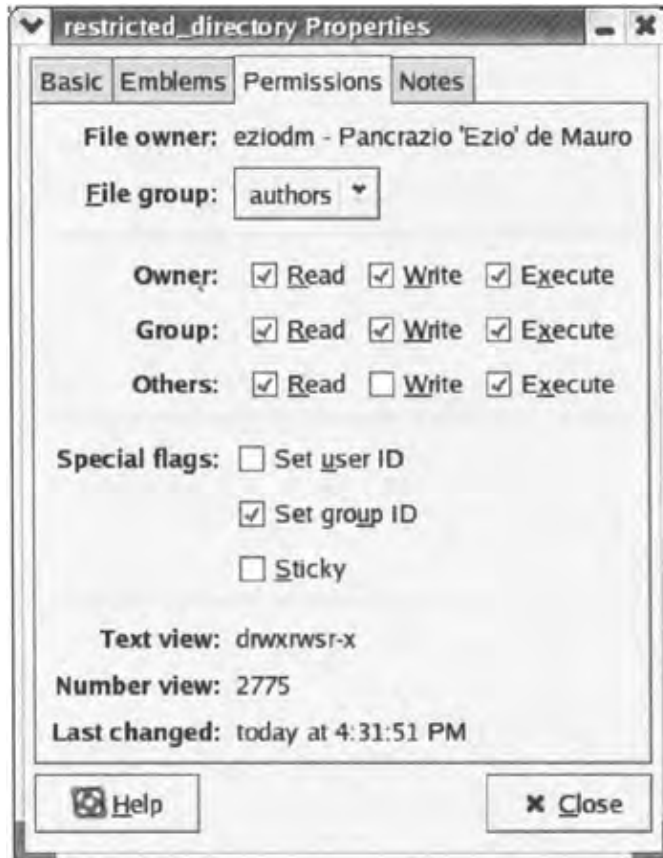 restricted_directory Properties
Basic Emblems Permissions Notes
File owner: eziodm - Pancrazio 'Ezio' de Mauro
File group: authors
Owner: Read Write Execute
Group: Read Write Execute
Others: Read Write Execute
Special flags: Set user ID
Set group ID
Sticky
Text view: drwxrwsr-x
Number view: 2775
Last changed: today at 4:31:51 PM
Help Close